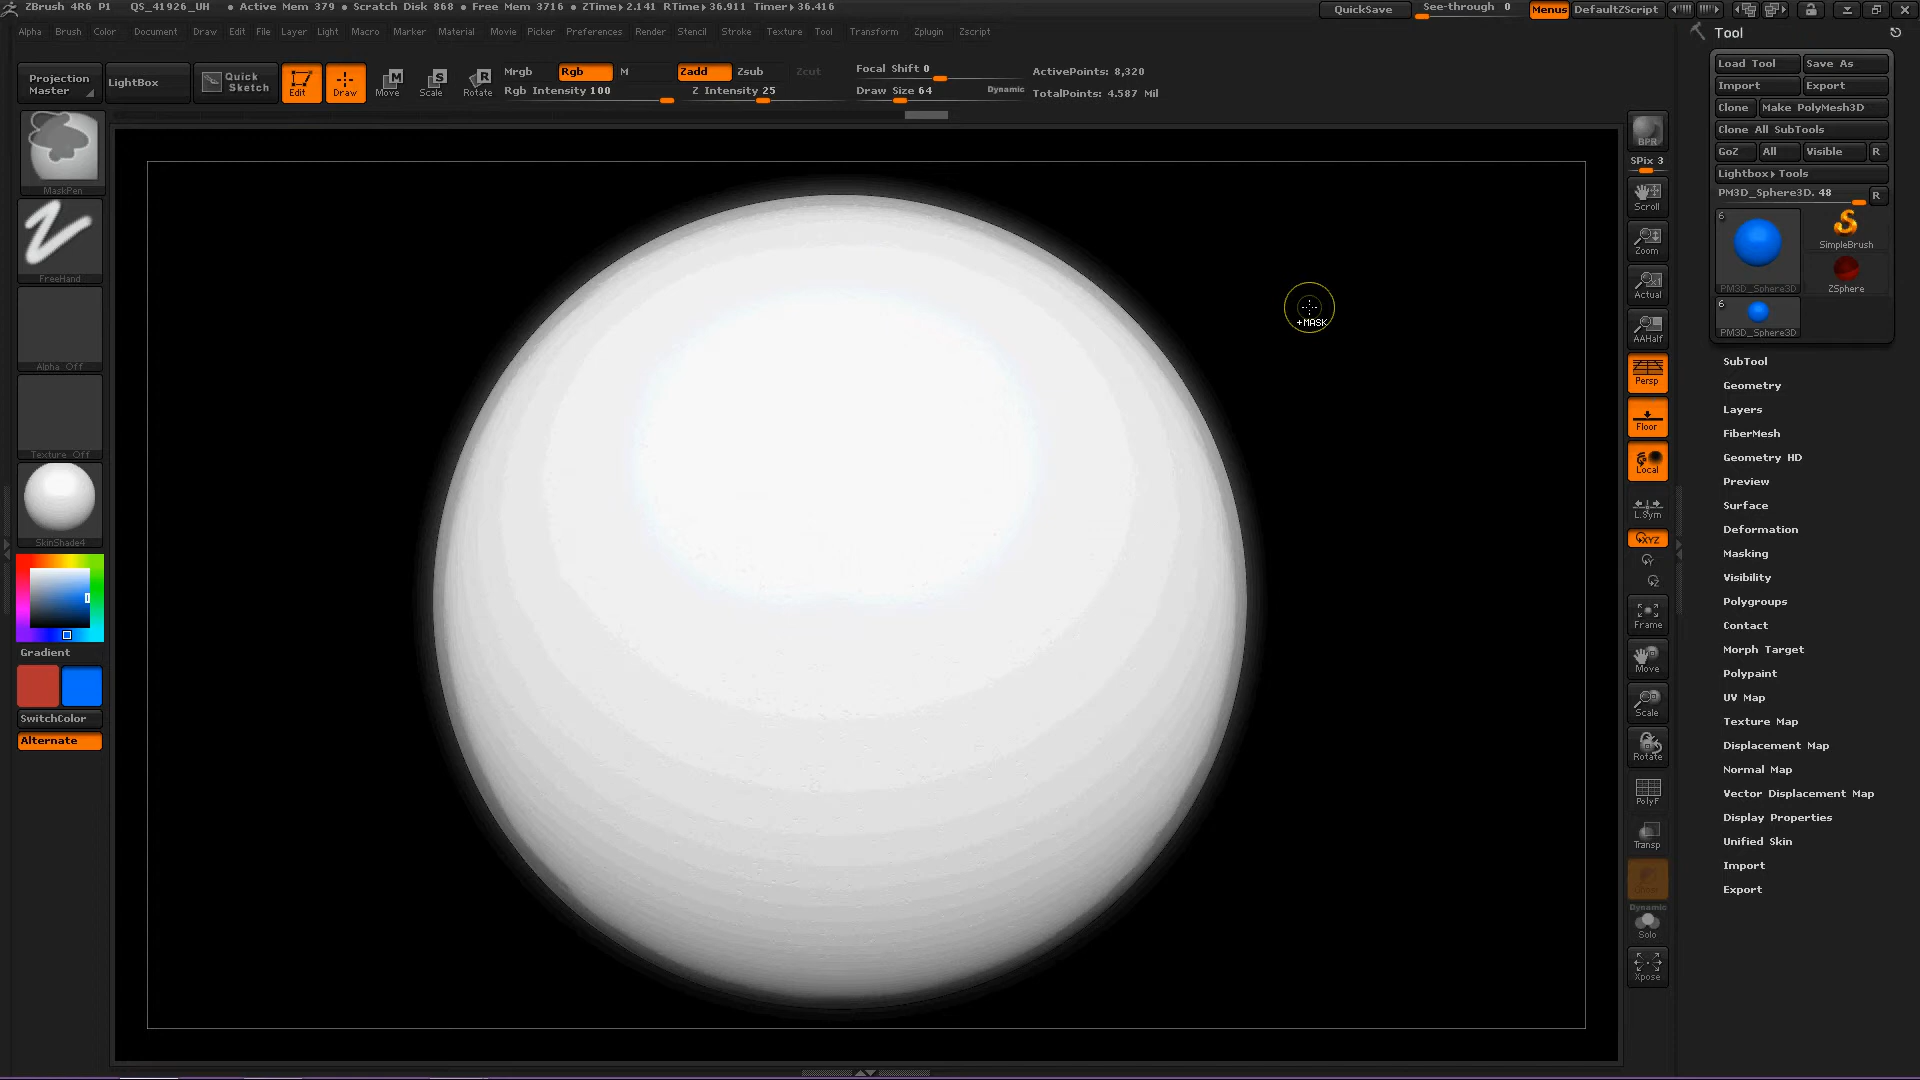 ZBrush 4R6 P1 QS_41926_UH • Active Mem 379 • Scratch Disk 868 • Free Mem 3716 • ZTime▸2.141 RTime▸36.911 Timer▸36.416
QuickSave See-through 0 Menus DefaultZScript
Alpha Brush Color Document Draw Edit File Layer Light Macro Marker Material Movie Picker Preferences Render Stencil Stroke Texture Tool Transform Zplugin Zscript
Projection Master
LightBox
Quick Sketch
Edit Draw Move Scale Rotate
Mrgb Rgb M Zadd Zsub Zcut
Rgb Intensity 100 Z Intensity 25
Focal Shift 0
Draw Size 64 Dynamic
ActivePoints: 8,320
TotalPoints: 4.587 Mil
MaskPen
FreeHand
Alpha Off
Texture Off
SkinShade4
Gradient
SwitchColor
Alternate
+MASK
BPR
SPix 3
Scroll
Zoom
Actual
AAHalf
Persp
Floor
Local
L.Sym
XYZ
Y
Z
Frame
Move
Scale
Rotate
PolyF
Transp
Ghost
Dynamic
Solo
Xpose
Tool
Load Tool Save As
Import Export
Clone Make PolyMesh3D
Clone All SubTools
GoZ All Visible R
Lightbox▸Tools
PM3D_Sphere3D. 48 R
6
PM3D_Sphere3D
SimpleBrush
ZSphere
6
PM3D_Sphere3D
SubTool
Geometry
Layers
FiberMesh
Geometry HD
Preview
Surface
Deformation
Masking
Visibility
Polygroups
Contact
Morph Target
Polypaint
UV Map
Texture Map
Displacement Map
Normal Map
Vector Displacement Map
Display Properties
Unified Skin
Import
Export